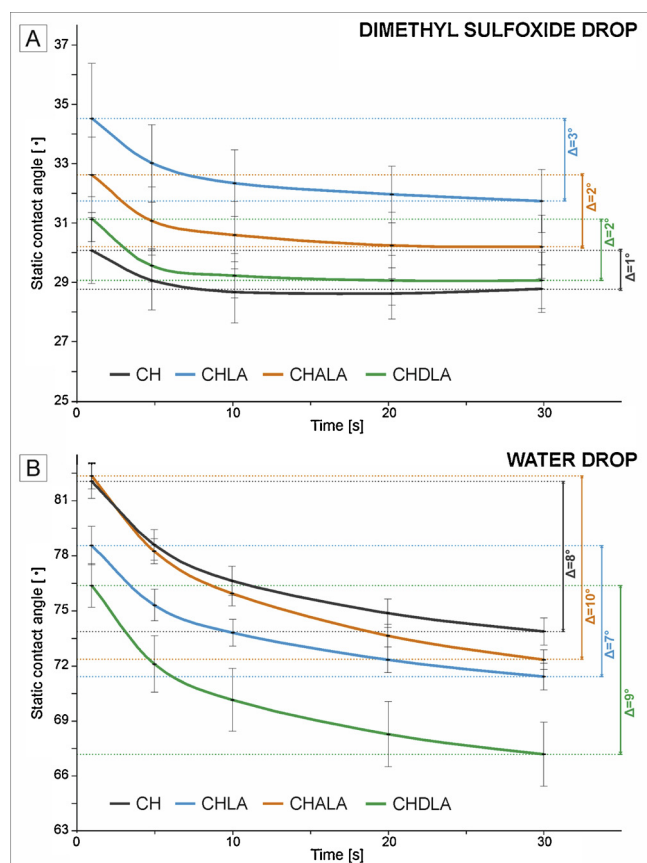 A
DIMETHYL SULFOXIDE DROP
37
35
33
31
29
27
25
Static contact angle [•]
Δ=3°
Δ=2°
Δ=2°
Δ=1°
CH CHLA CHALA CHDLA
0 10 20 30
Time [s]
B
WATER DROP
81
78
75
72
69
66
63
Static contact angle [•]
Δ=8°
Δ=10°
Δ=7°
Δ=9°
CH CHLA CHALA CHDLA
0 10 20 30
Time [s]